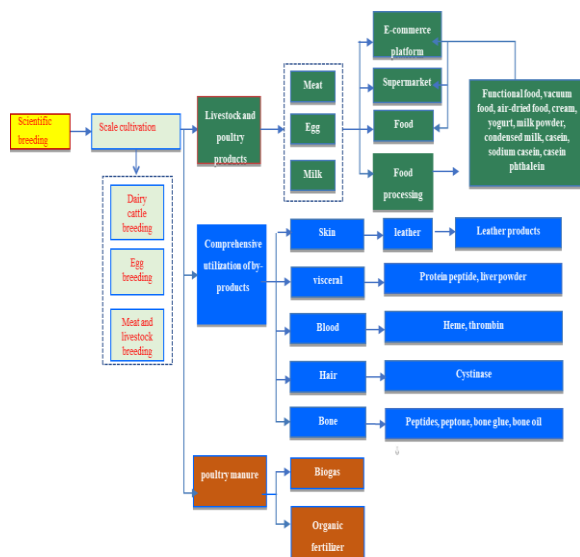 Scientific
breeding
Scale cultivation
Dairy
cattle
breeding
Egg
breeding
Meat and
livestock
breeding
Livestock and
poultry
products
Meat
Egg
Milk
E-commerce
platform
Supermarket
Food
Food
processing
Functional food, vacuum
food, air-dried food, cream,
yogurt, milk powder,
condensed milk, casein,
sodium casein, casein
phthalein
Comprehensive
utilization of by-
products
Skin
leather
Leather products
visceral
Protein peptide, liver powder
Blood
Heme, thrombin
Hair
Cystinase
Bone
Peptides, peptone, bone glue, bone oil
poultry manure
Biogas
Organic
fertilizer